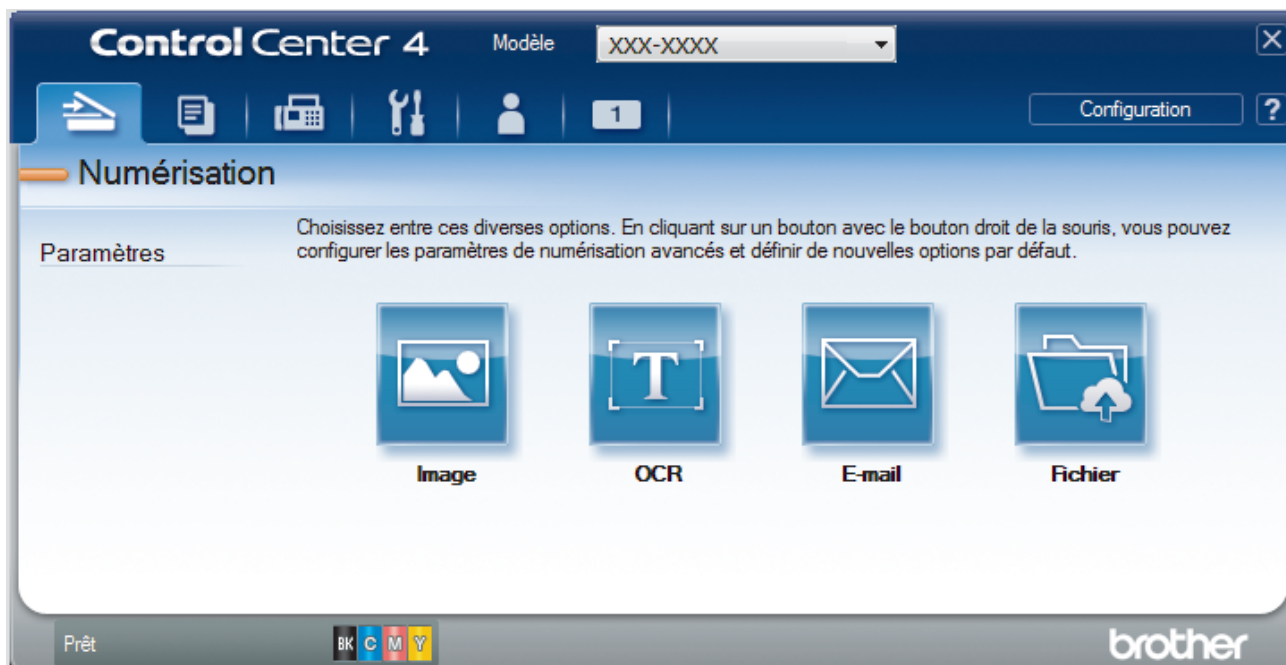 Control Center 4
Modèle
XXX-XXXX
1
Configuration
?
Numérisation
Paramètres
Choisissez entre ces diverses options. En cliquant sur un bouton avec le bouton droit de la souris, vous pouvez
configurer les paramètres de numérisation avancés et définir de nouvelles options par défaut.
T
Image
OCR
E-mail
Fichier
Prêt
BK C M Y
brother